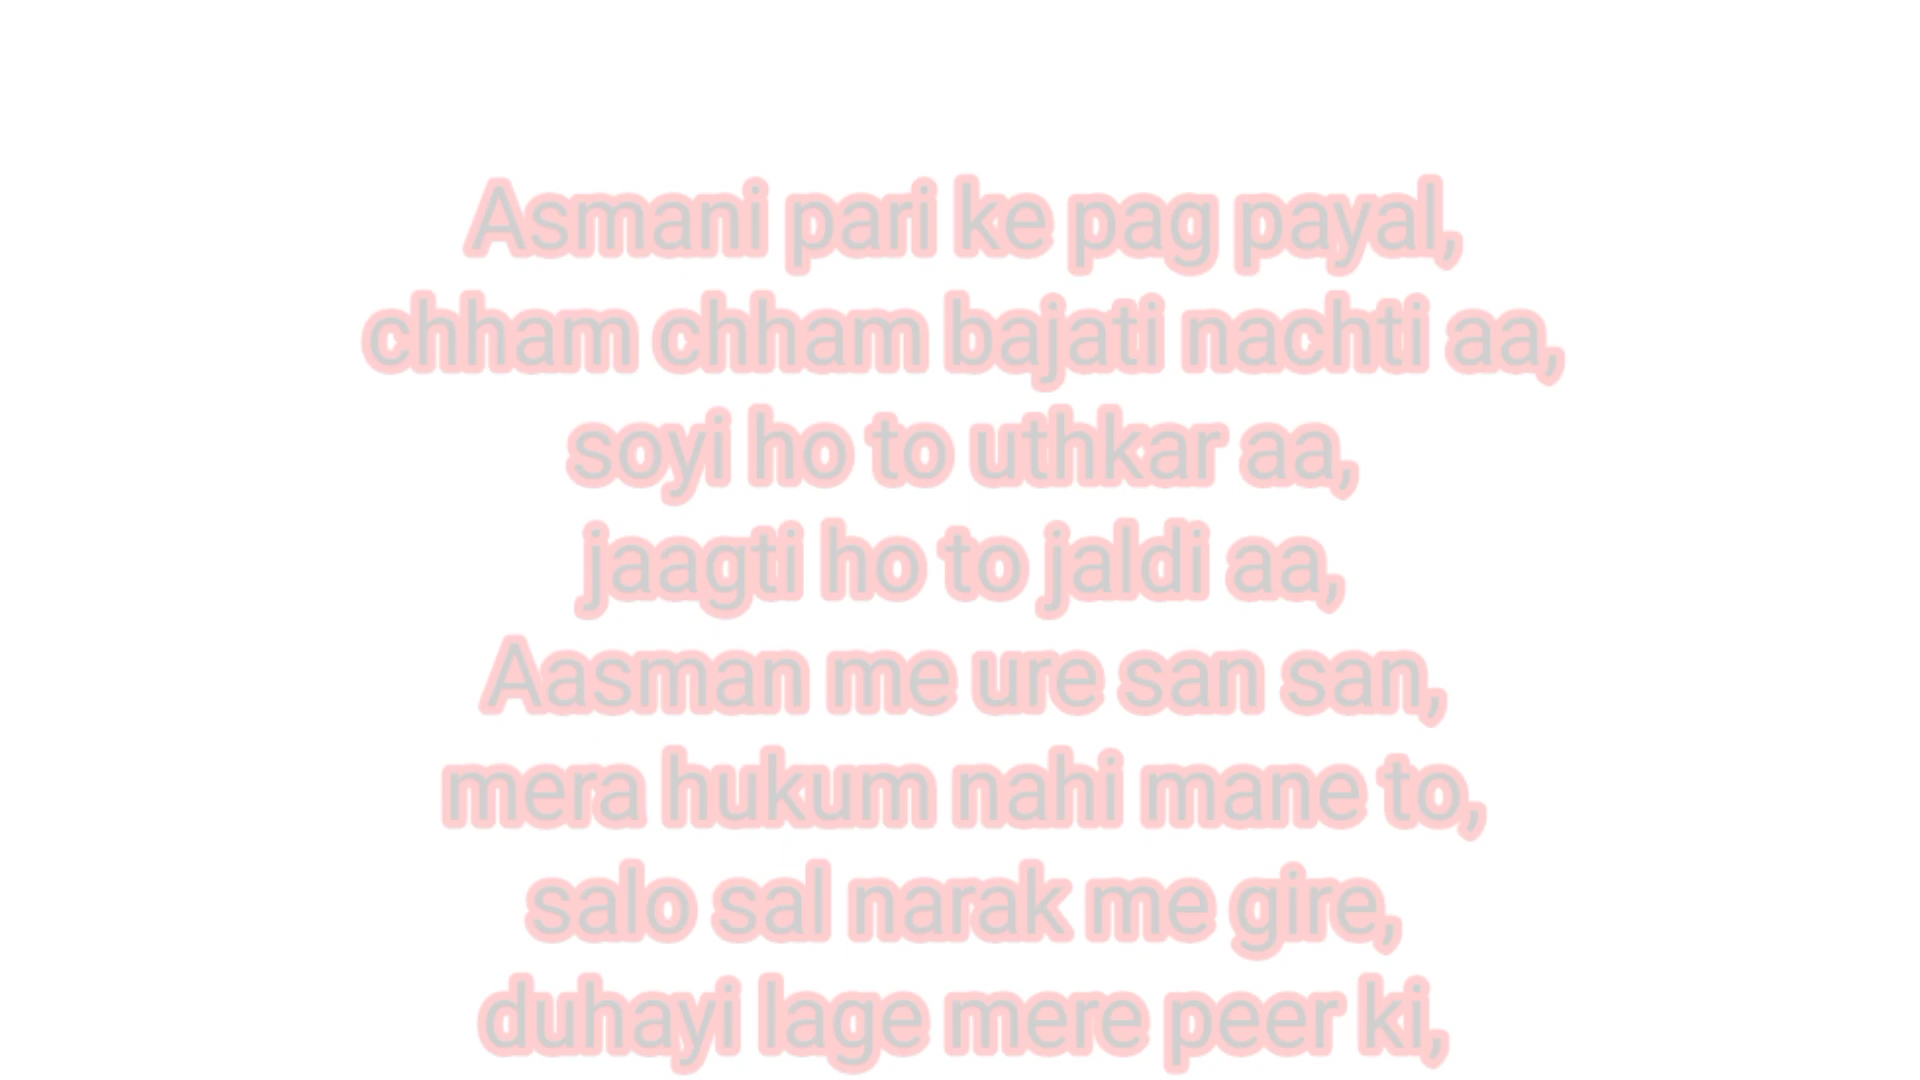 Asmani pari ke pag payal,
chham chham bajati nachti aa,
soyi ho to uthkar aa,
jaagti ho to jaldi aa,
Aasman me ure san san,
mera hukum nahi mane to,
salo sal narak me gire,
duhayi lage mere peer ki,